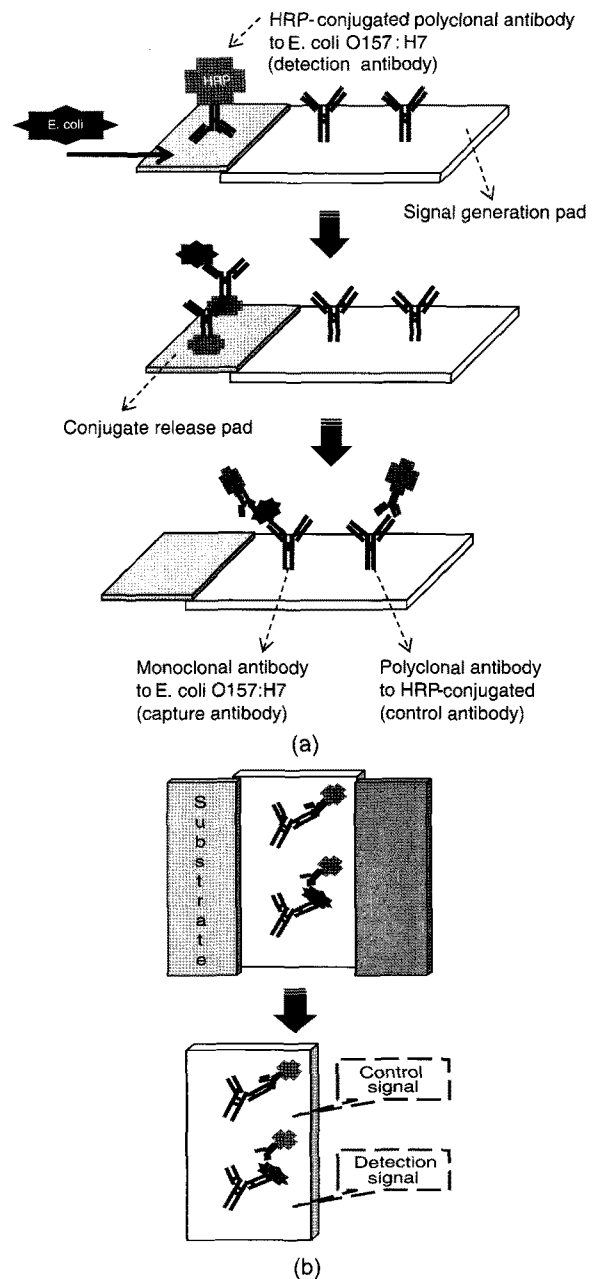 HRP-conjugated polyclonal antibody
to E. coli O157:H7
(detection antibody)
HRP
E. coli
Signal generation pad
Conjugate release pad
Monoclonal antibody
to E. coli O157:H7
(capture antibody)
Polyclonal antibody
to HRP-conjugated
(control antibody)
(a)
Substrate
Control
signal
Detection
signal
(b)